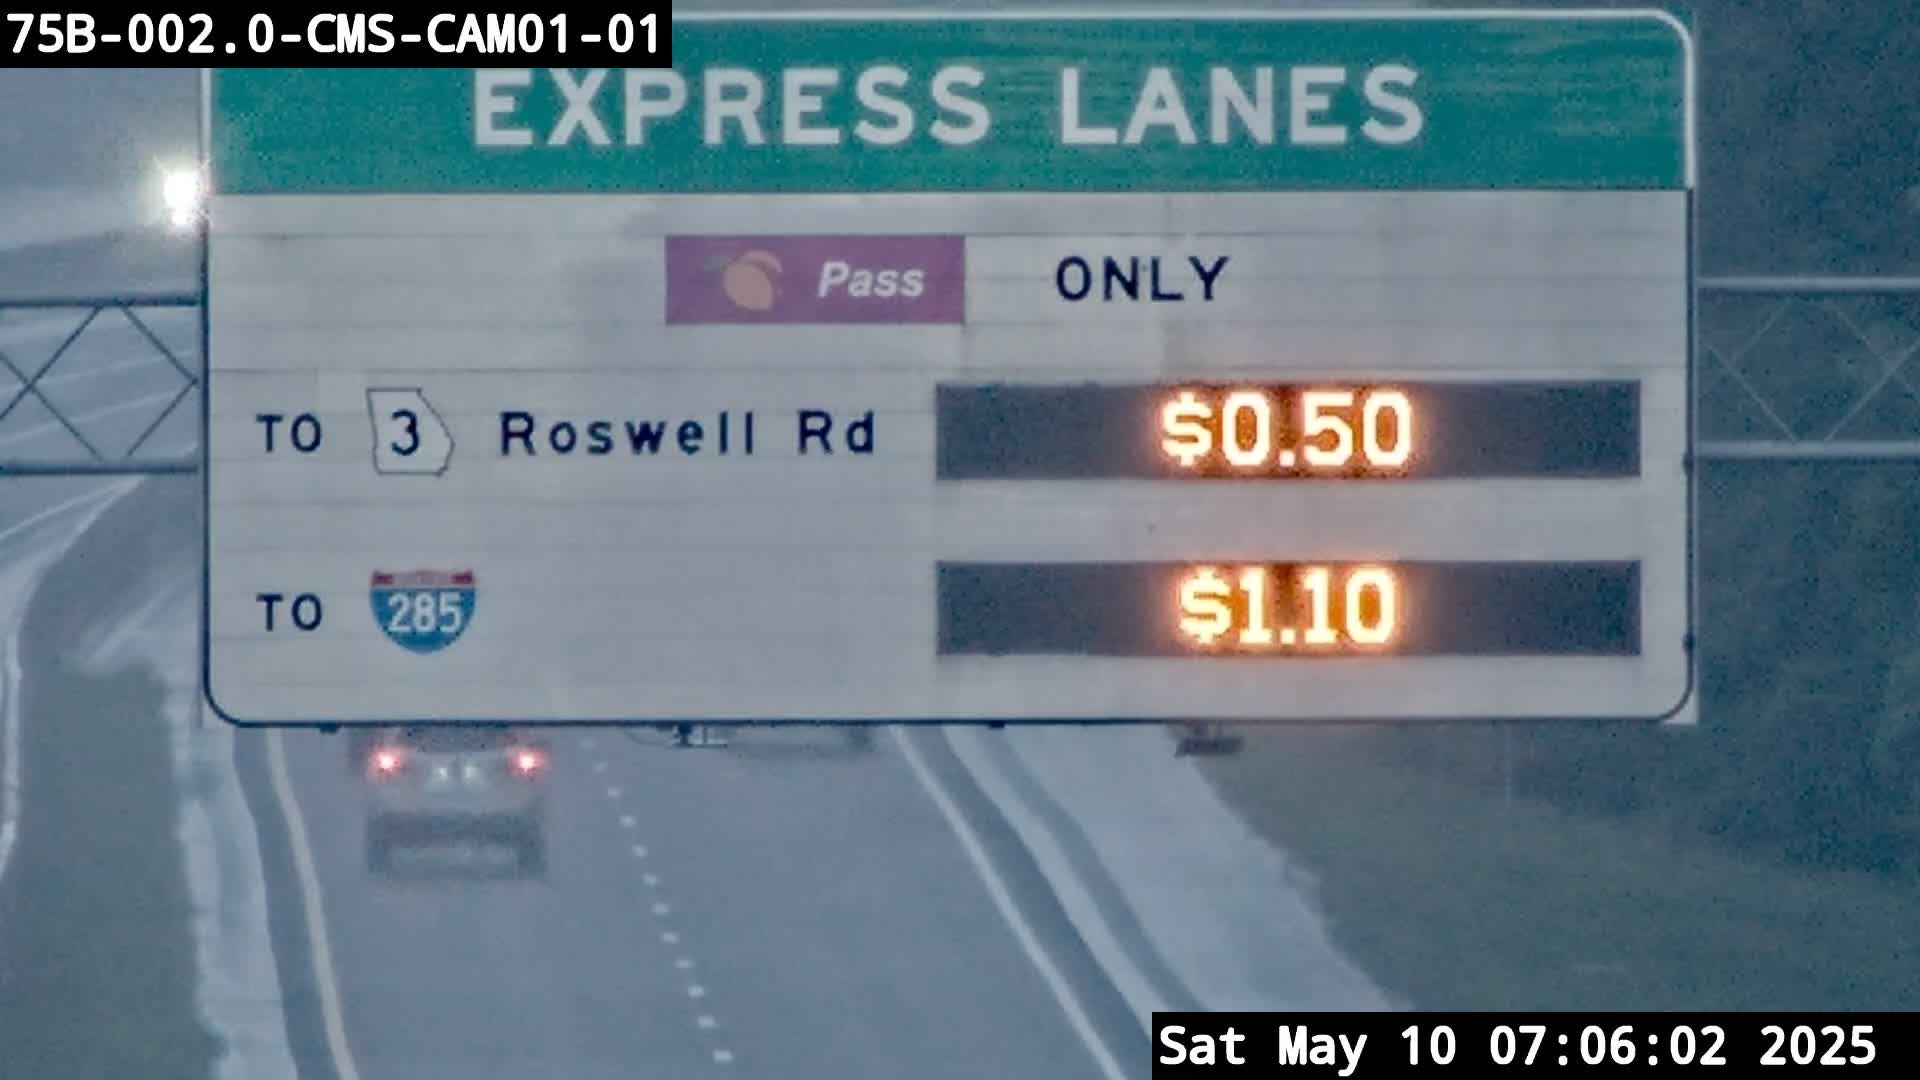 75B-002.0-CMS-CAM01-01
EXPRESS LANES
Pass ONLY
TO 3 Roswell Rd $0.50
TO 285 $1.10
Sat May 10 07:06:02 2025